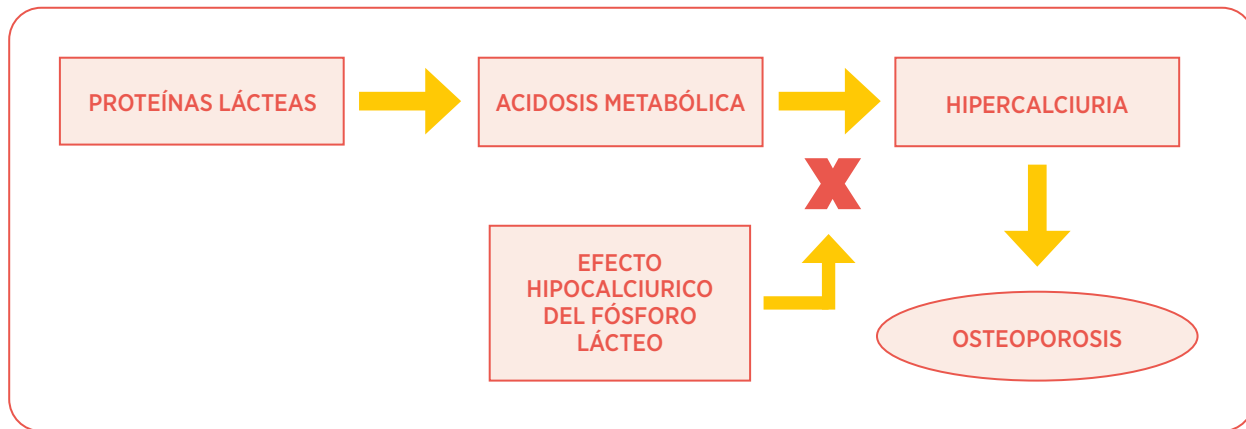 PROTEÍNAS LÁCTEAS
ACIDOSIS METABÓLICA
HIPERCALCIURIA
X
EFECTO
HIPOCALCIURICO
DEL FÓSFORO
LÁCTEO
OSTEOPOROSIS